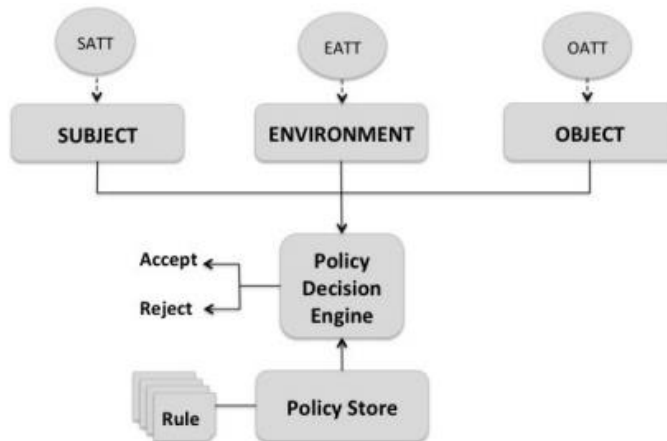 SATT
EATT
OATT
SUBJECT
ENVIRONMENT
OBJECT
Accept
Reject
Policy
Decision
Engine
Rule
Policy Store